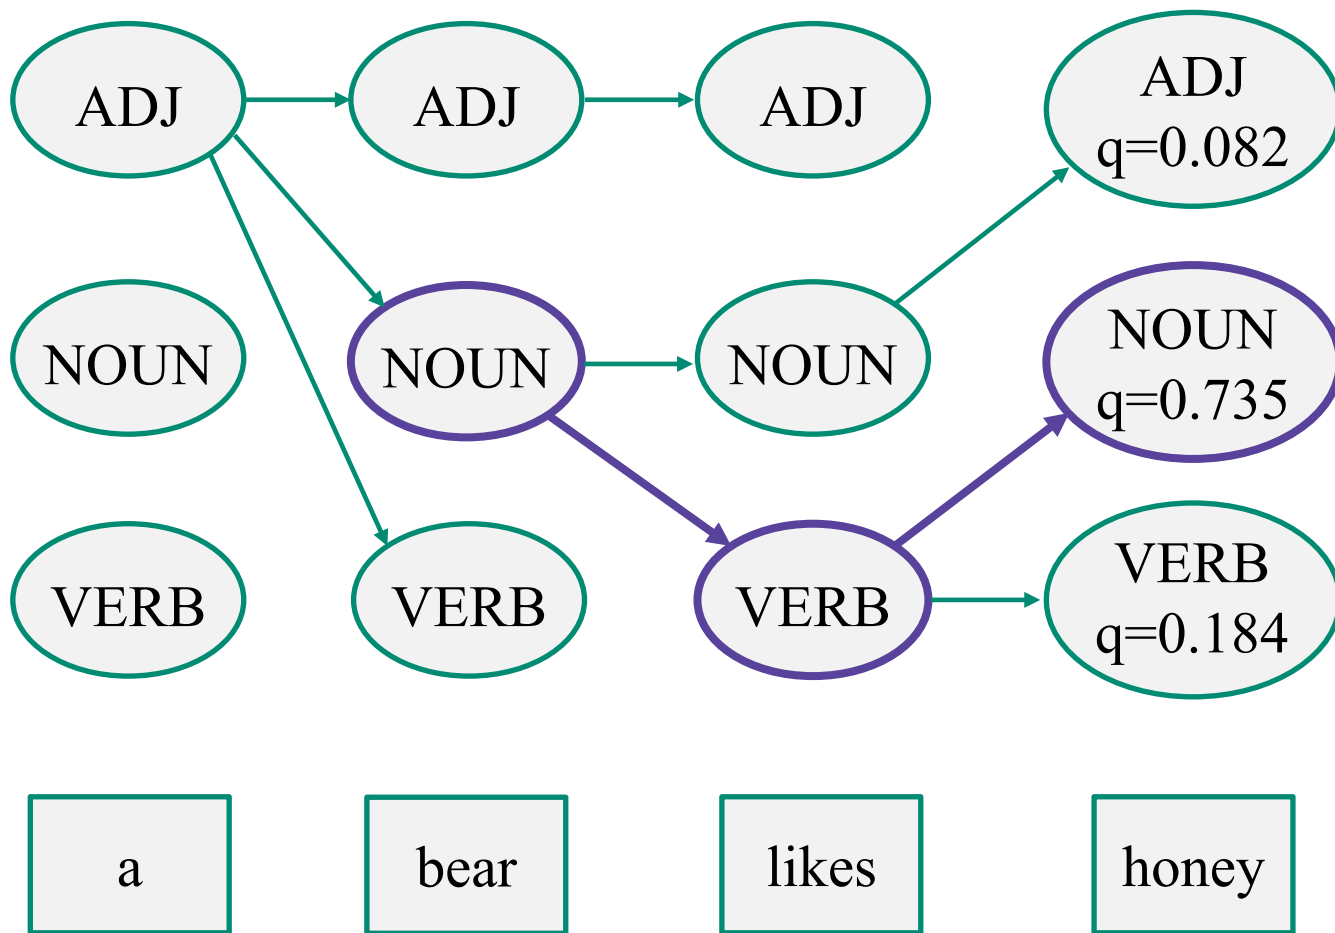 ADJ
ADJ
ADJ
ADJ
q=0.082
NOUN
NOUN
NOUN
NOUN
q=0.735
VERB
VERB
VERB
VERB
q=0.184
a
bear
likes
honey